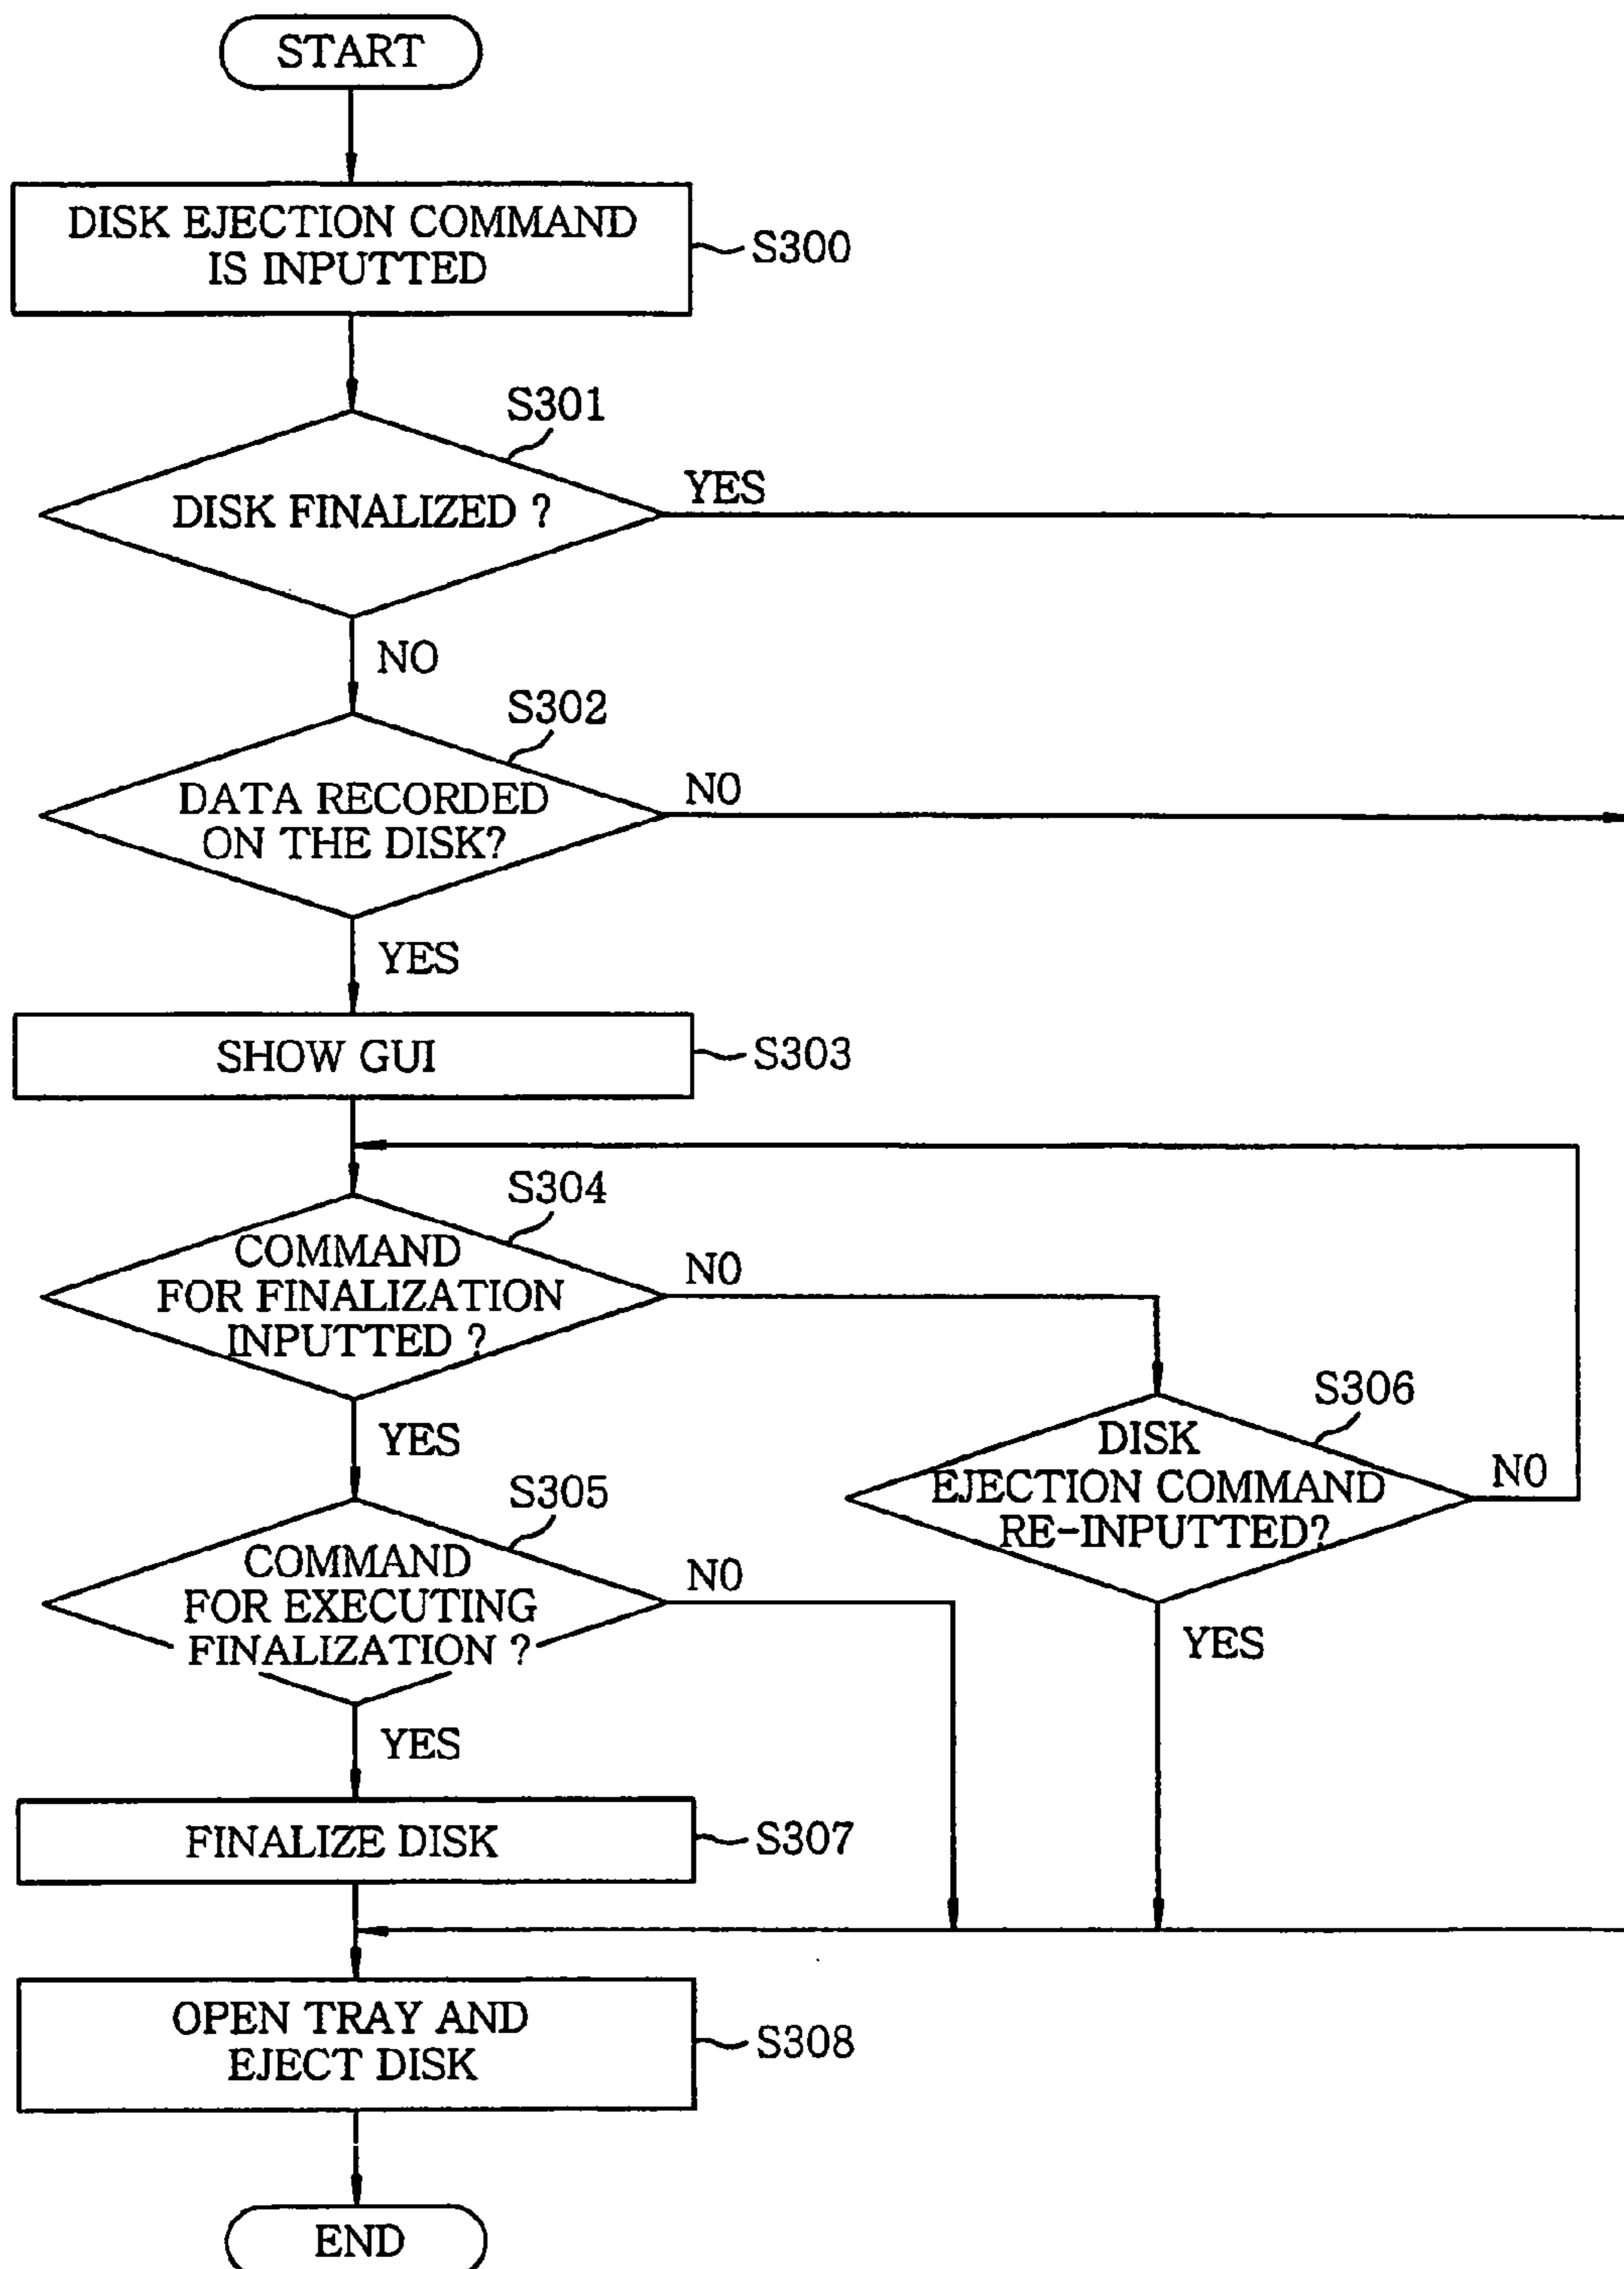 START
DISK EJECTION COMMAND
IS INPUTTED
S300
S301
DISK FINALIZED ?
YES
NO
S302
DATA RECORDED
ON THE DISK?
NO
YES
SHOW GUI
S303
S304
COMMAND
FOR FINALIZATION
INPUTTED ?
NO
YES
S306
DISK
EJECTION COMMAND
RE-INPUTTED?
NO
YES
S305
COMMAND
FOR EXECUTING
FINALIZATION ?
NO
YES
FINALIZE DISK
S307
OPEN TRAY AND
EJECT DISK
S308
END